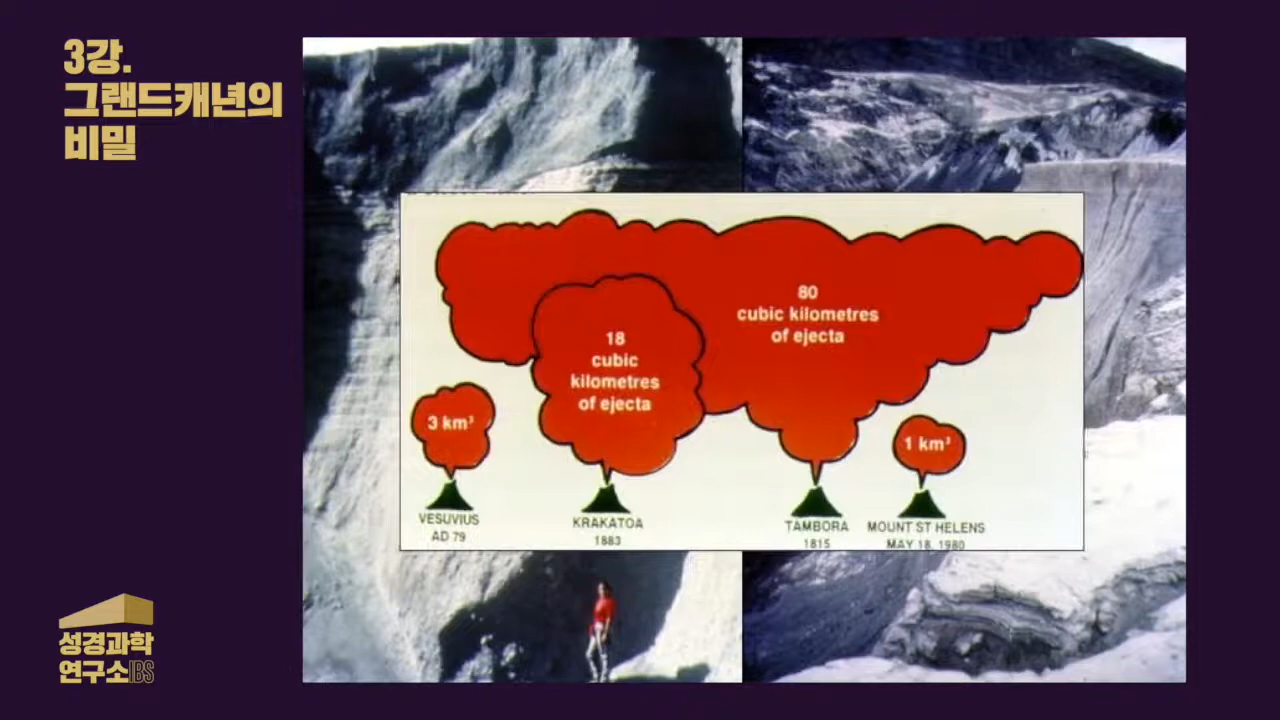 3강.
그랜드캐년의
비밀
80
cubic kilometres
of ejecta
18
cubic
kilometres
of ejecta
3 km³
1 km³
VESUVIUS
AD 79
KRAKATOA
1883
TAMBORA
1815
MOUNT ST HELENS
MAY 18, 1980
성경과학
연구소IBS